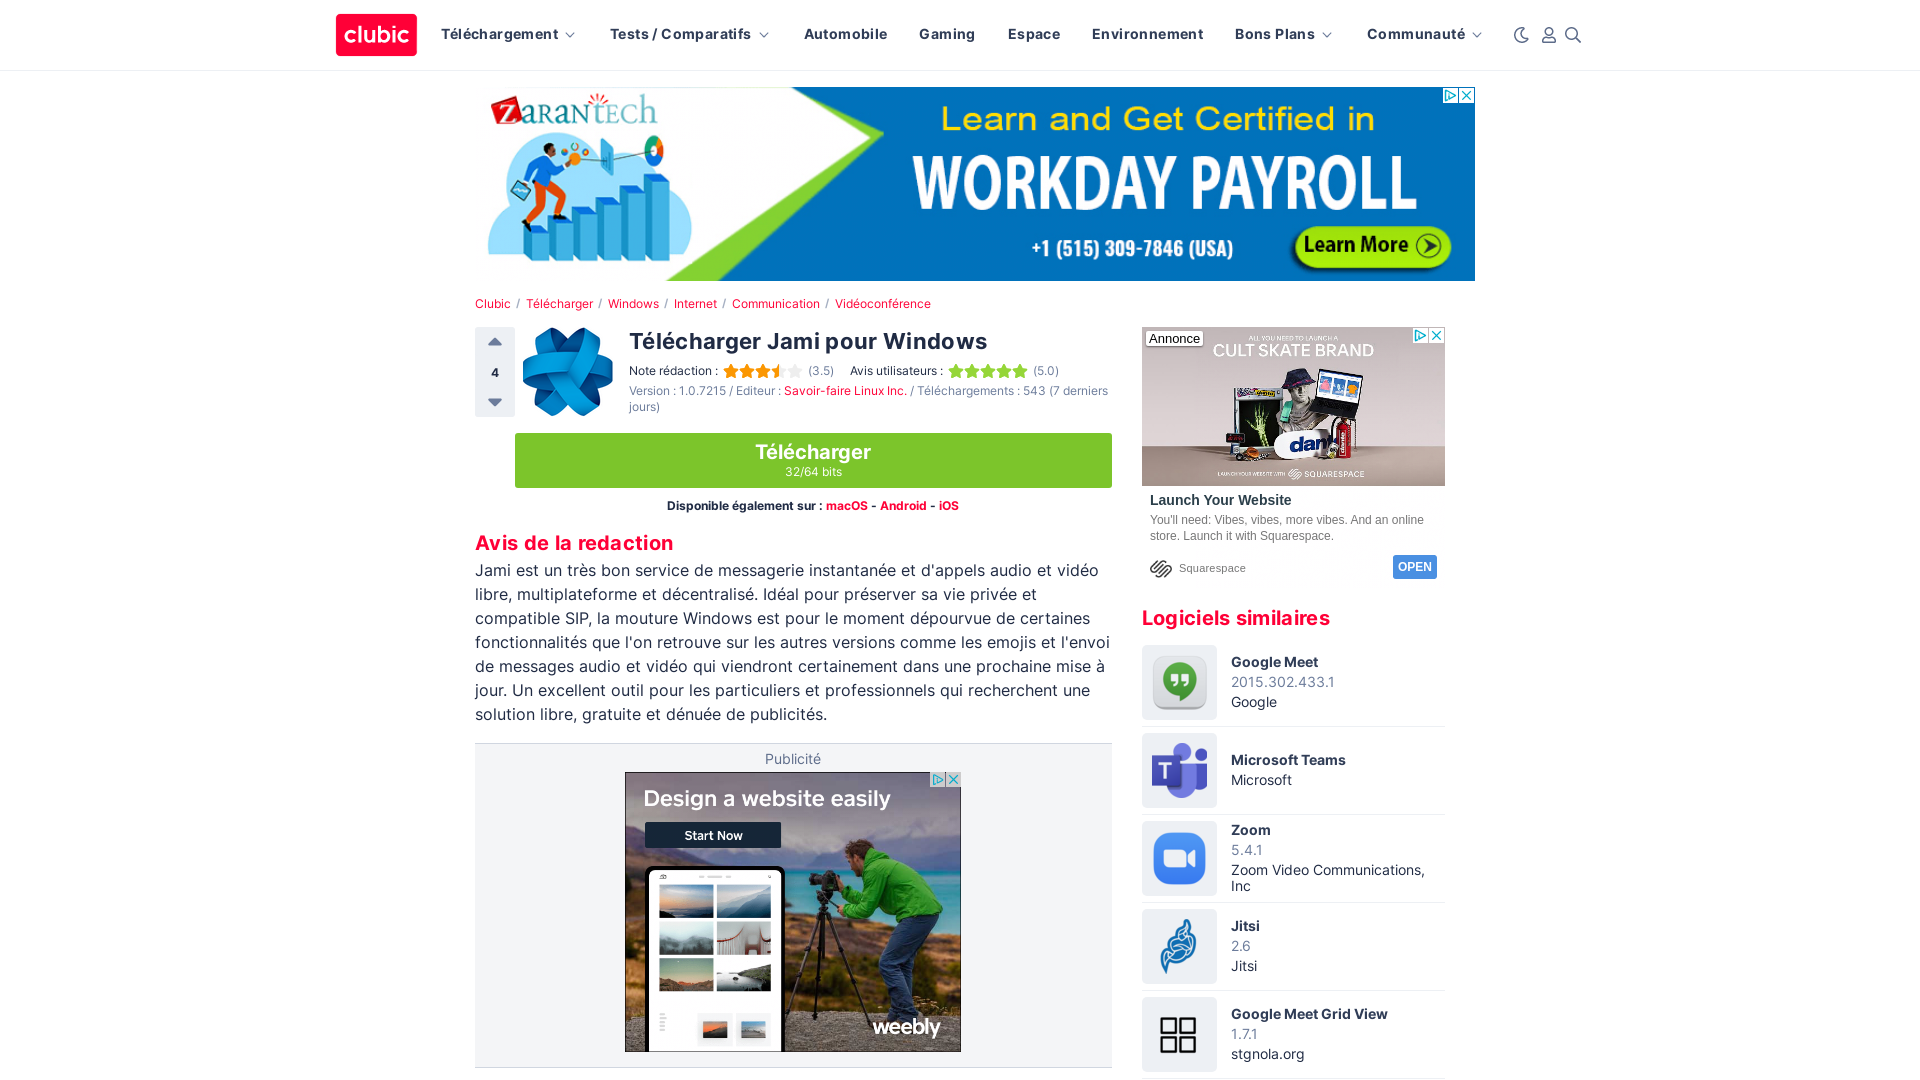 clubic
Téléchargement
Tests / Comparatifs
Automobile
Gaming
Espace
Environnement
Bons Plans
Communauté
ZARANTECH
Learn and Get Certified in
WORKDAY PAYROLL
+1 (515) 309-7846 (USA)
Learn More
Clubic / Télécharger / Windows / Internet / Communication / Vidéoconférence
4
Télécharger Jami pour Windows
Note rédaction : (3.5) Avis utilisateurs : (5.0)
Version : 1.0.7215 / Editeur : Savoir-faire Linux Inc. / Téléchargements : 543 (7 derniers
jours)
Télécharger
32/64 bits
Disponible également sur : macOS - Android - iOS
Avis de la redaction
Jami est un très bon service de messagerie instantanée et d'appels audio et vidéo
libre, multiplateforme et décentralisé. Idéal pour préserver sa vie privée et
compatible SIP, la mouture Windows est pour le moment dépourvue de certaines
fonctionnalités que l'on retrouve sur les autres versions comme les emojis et l'envoi
de messages audio et vidéo qui viendront certainement dans une prochaine mise à
jour. Un excellent outil pour les particuliers et professionnels qui recherchent une
solution libre, gratuite et dénuée de publicités.
Publicité
Design a website easily
Start Now
weebly
Annonce
ALL YOU NEED TO LAUNCH A
CULT SKATE BRAND
dank
LAUNCH YOUR WEBSITE WITH SQUARESPACE
Launch Your Website
You'll need: Vibes, vibes, more vibes. And an online
store. Launch it with Squarespace.
Squarespace
OPEN
Logiciels similaires
Google Meet
2015.302.433.1
Google
T
Microsoft Teams
Microsoft
Zoom
5.4.1
Zoom Video Communications,
Inc
Jitsi
2.6
Jitsi
Google Meet Grid View
1.7.1
stgnola.org